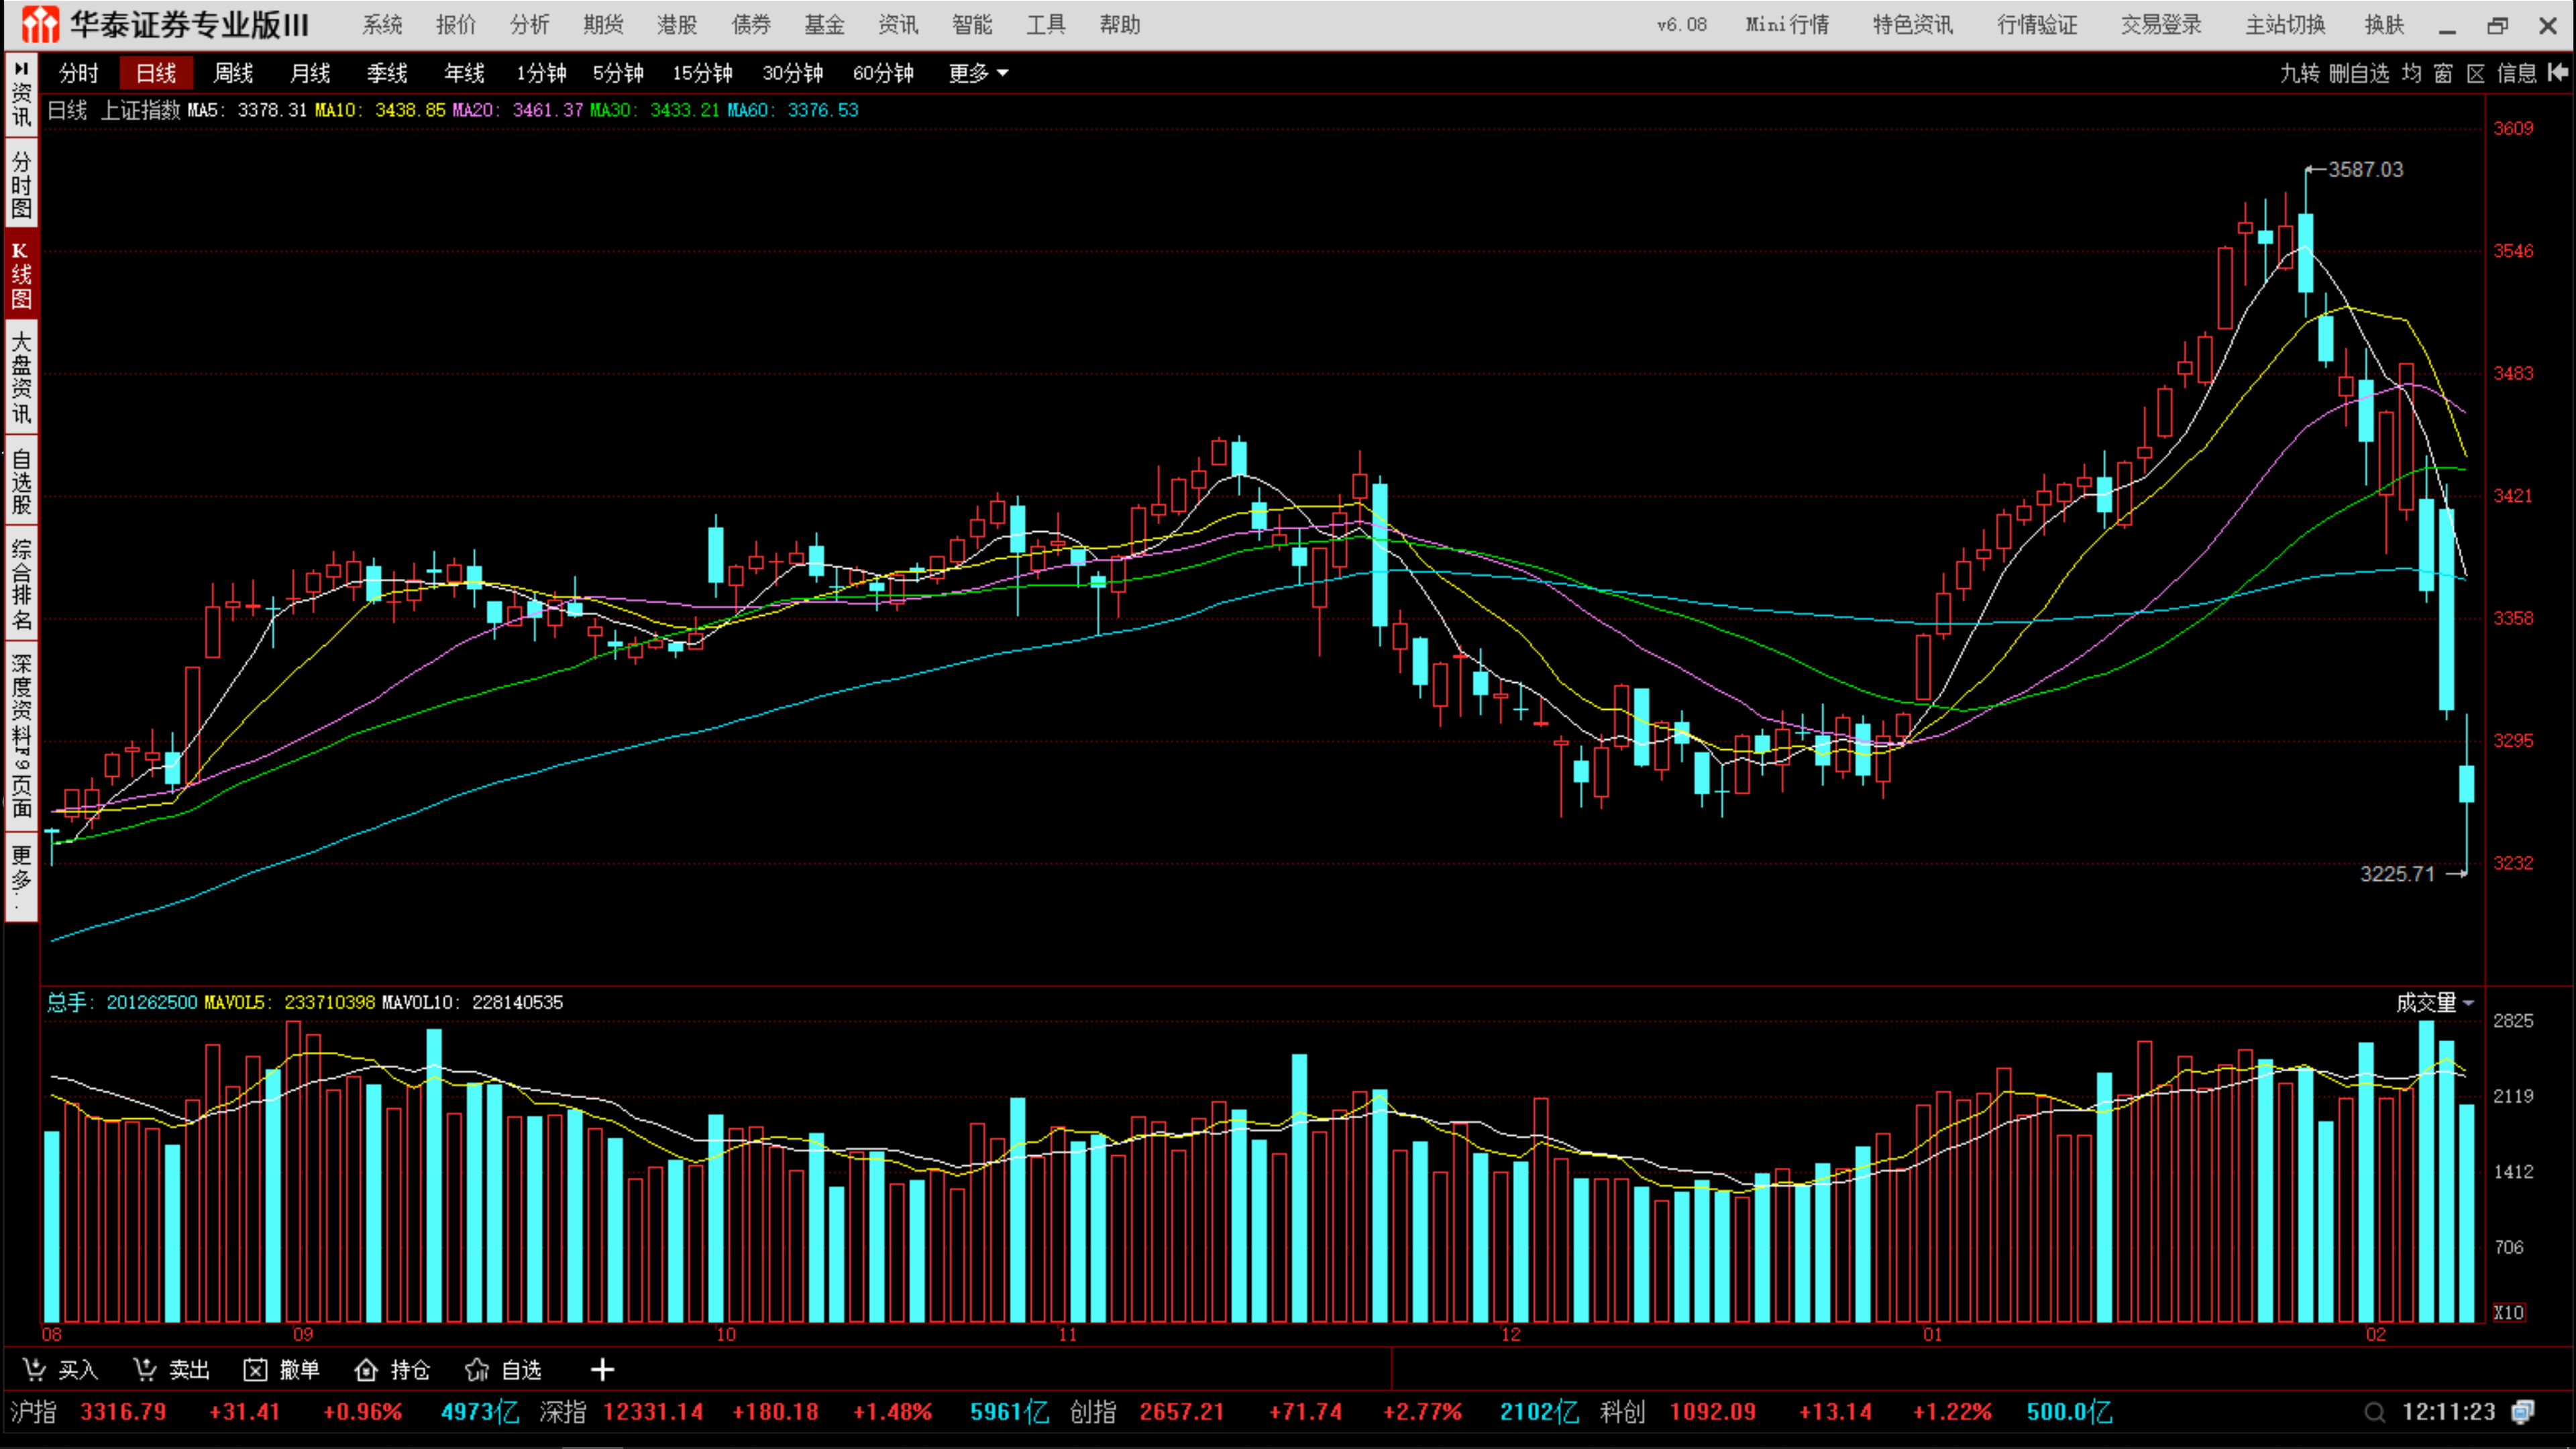 华泰证券专业版III 系统 报价 分析 期货 港股 债券 基金 资讯 智能 工具 帮助 v6.08 Mini行情 特色资讯 行情验证 交易登录 主站切换 换肤
分时 日线 周线 月线 季线 年线 1分钟 5分钟 15分钟 30分钟 60分钟 更多 九转 删自选 均 窗 区 信息
日线 上证指数 MA5: 3378.31 MA10: 3438.85 MA20: 3461.37 MA30: 3433.21 MA60: 3376.53
资讯
分时图
K线图
大盘资讯
自选股
综合排名
深度资料F9页面
更多..
3609
3587.03
3546
3483
3421
3358
3295
3232
3225.71
总手: 201262500 MAVOL5: 233710398 MAVOL10: 228140535 成交量
2825
2119
1412
706
X10
08 09 10 11 12 01 02
买入 卖出 撤单 持仓 自选 +
沪指 3316.79 +31.41 +0.96% 4973亿 深指 12331.14 +180.18 +1.48% 5961亿 创指 2657.21 +71.74 +2.77% 2102亿 科创 1092.09 +13.14 +1.22% 500.0亿 12:11:23